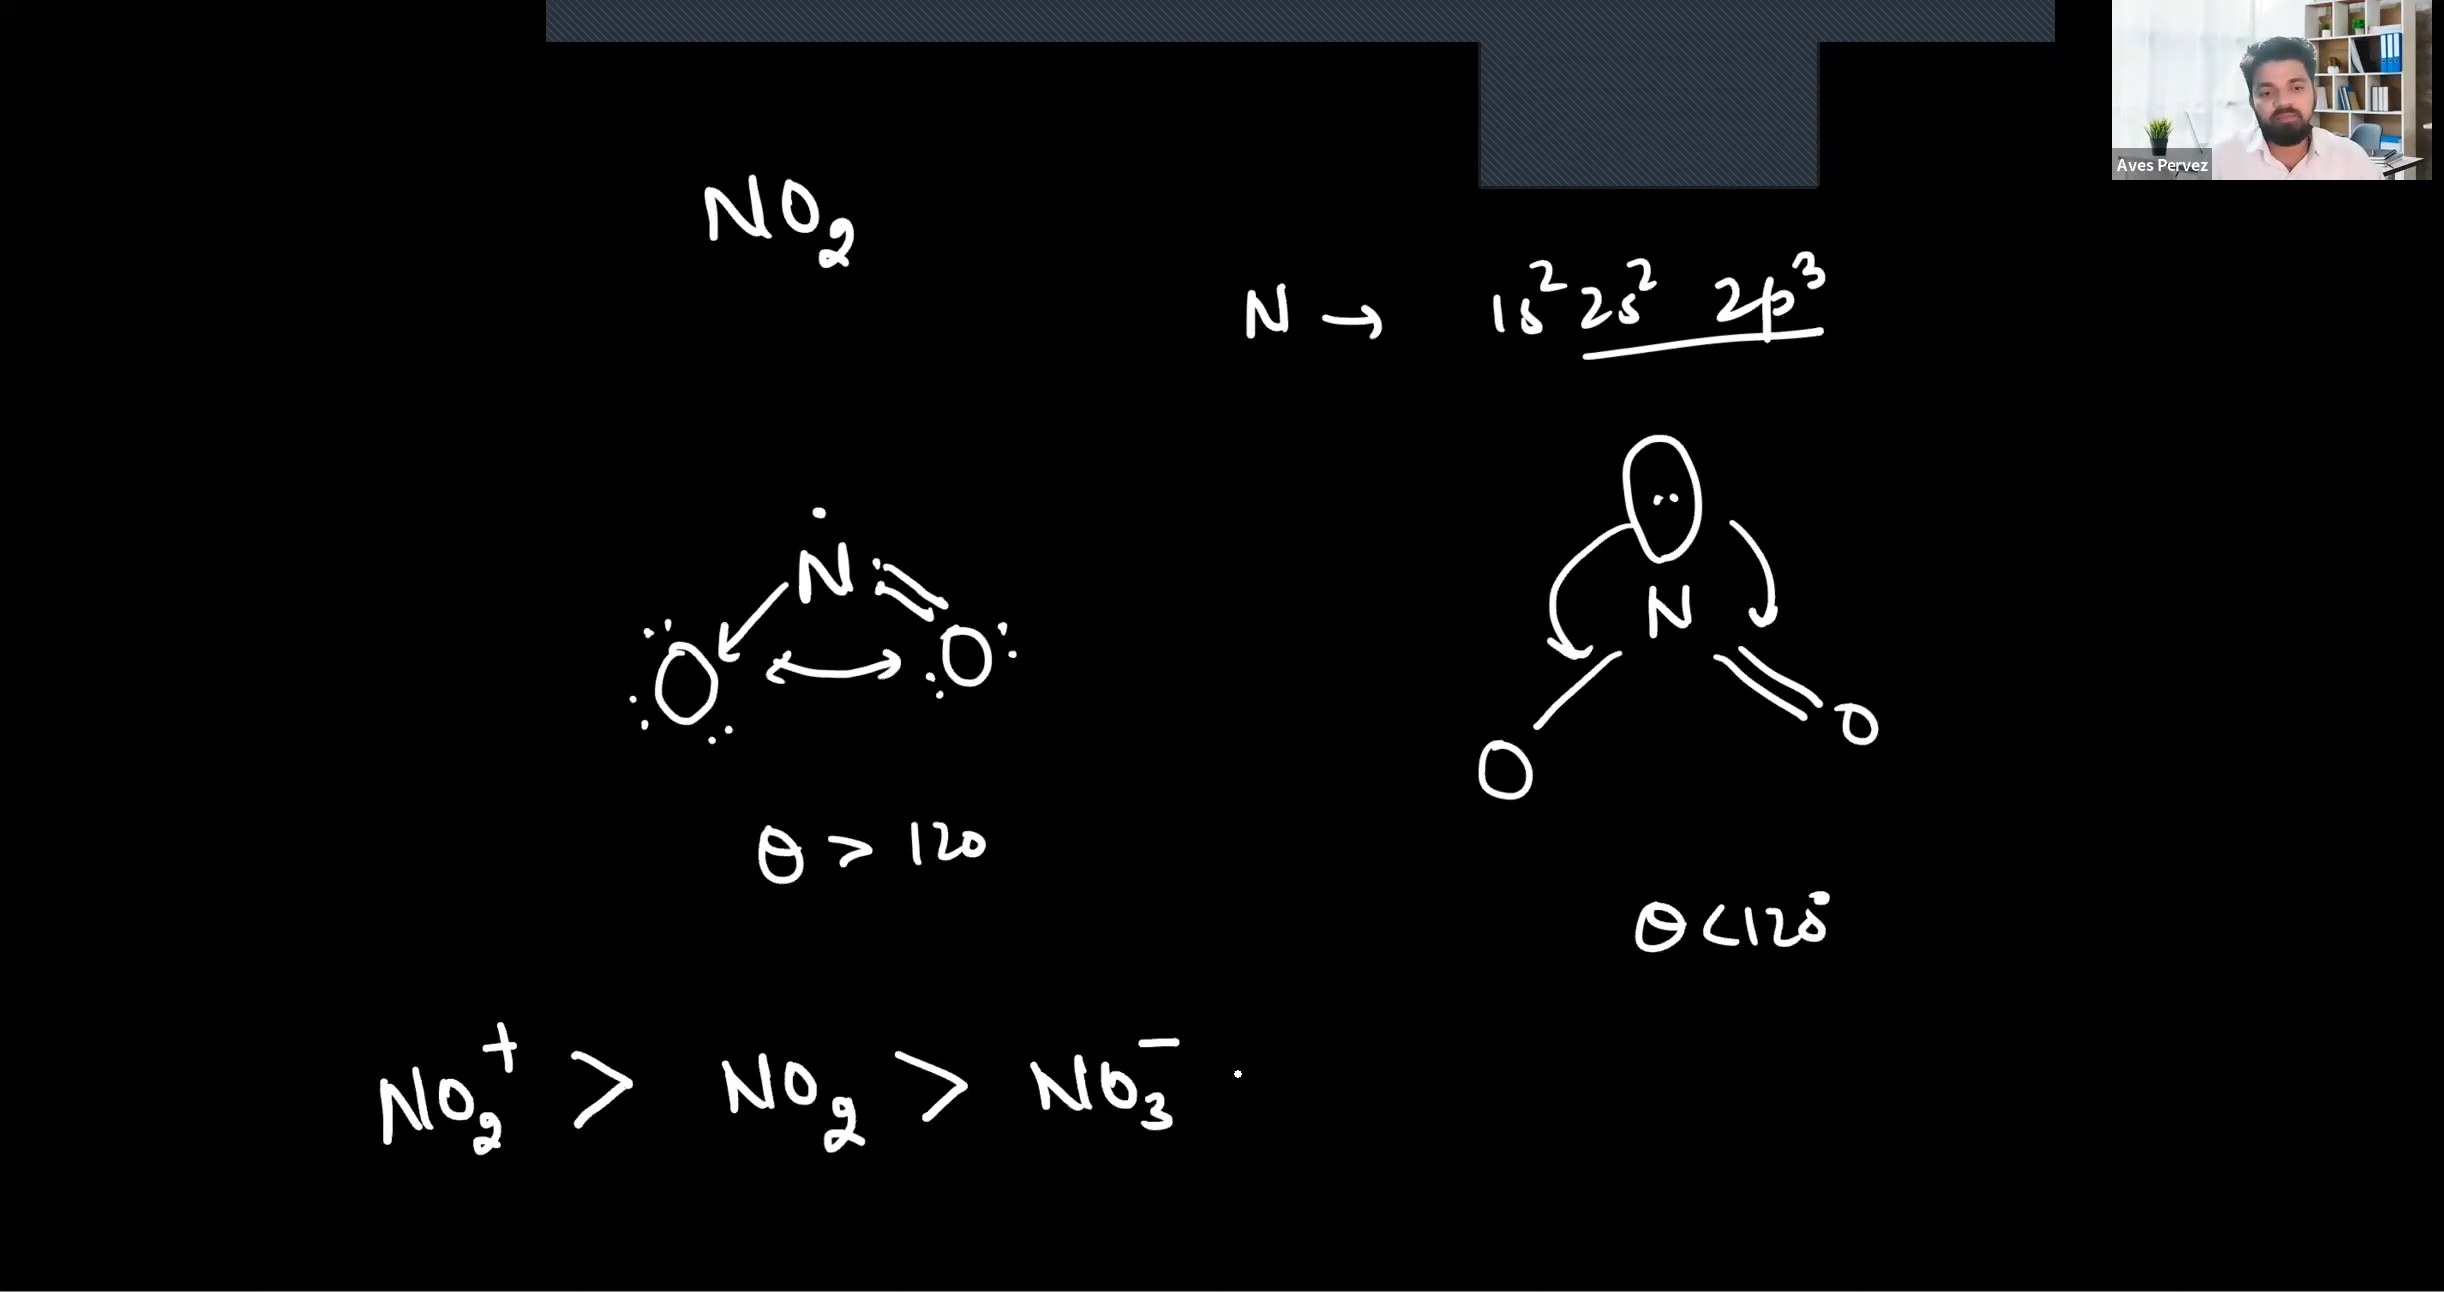 Aves Pervez
NO₂
N → 1s² 2s² 2p³
N
O
O
N
O
O
θ > 120
θ < 120°
NO₂⁺ > NO₂ > NO₃⁻